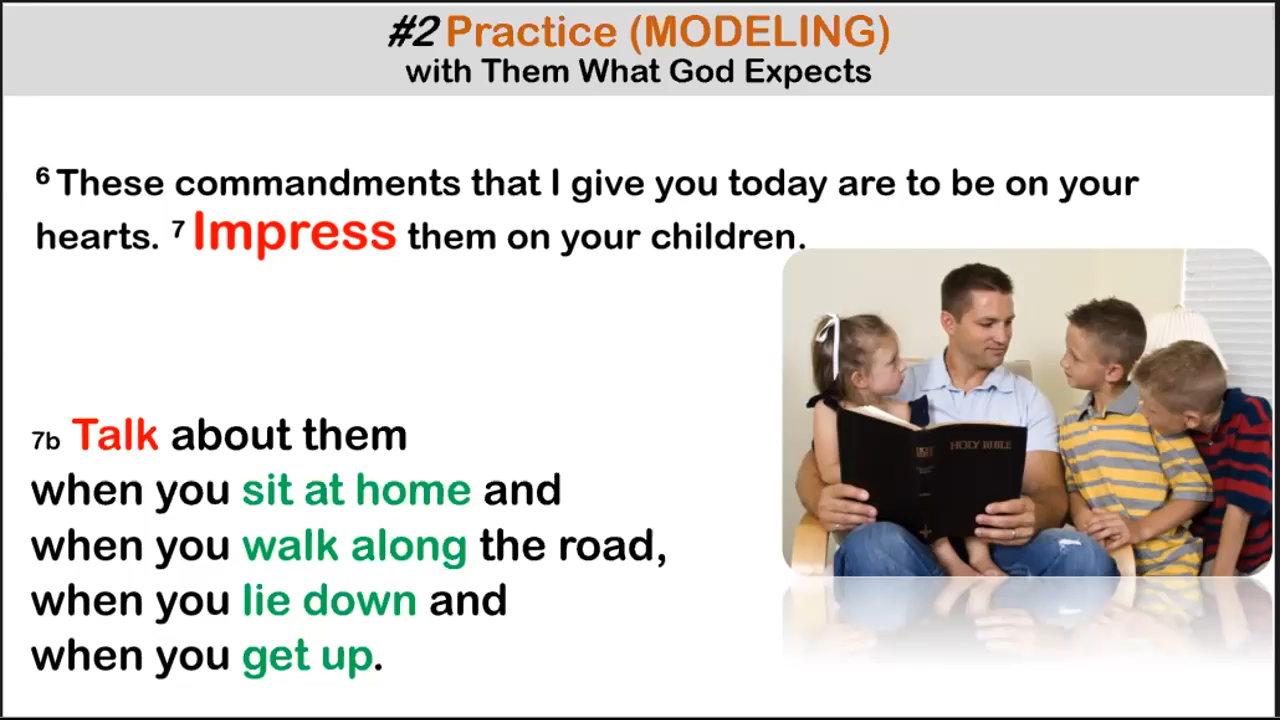 #2 Practice (MODELING)
with Them What God Expects
6 These commandments that I give you today are to be on your
hearts. 7 Impress them on your children.
HOLY BIBLE
7b Talk about them
when you sit at home and
when you walk along the road,
when you lie down and
when you get up.